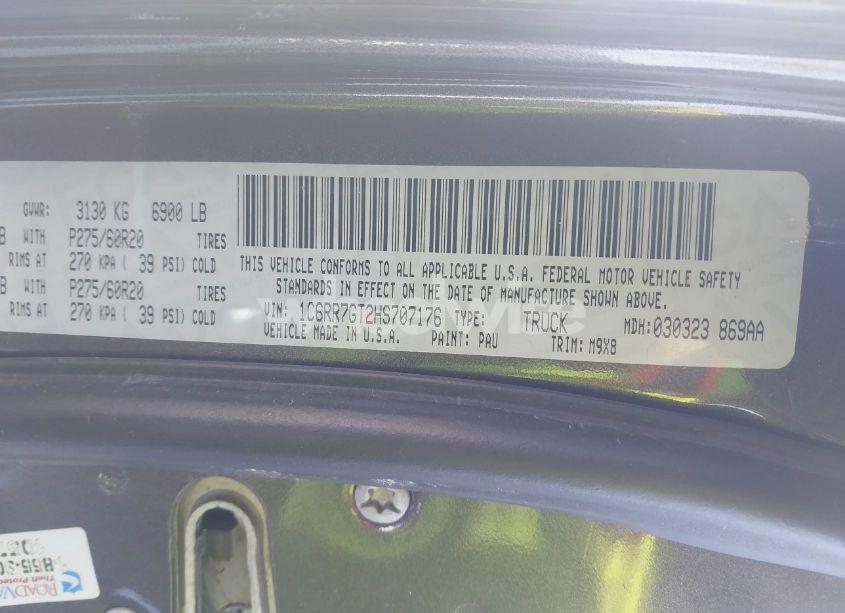 GVWR: 3130 KG 6900 LB
B WITH P275/60R20 TIRES
RIMS AT 270 KPA ( 39 PSI) COLD
B WITH P275/60R20 TIRES
RIMS AT 270 KPA ( 39 PSI) COLD
THIS VEHICLE CONFORMS TO ALL APPLICABLE U.S.A. FEDERAL MOTOR VEHICLE SAFETY
STANDARDS IN EFFECT ON THE DATE OF MANUFACTURE SHOWN ABOVE.
VIN: 1C6RR7GT2HS707176 TYPE: TRUCK MDH: 030323 869AA
VEHICLE MADE IN U.S.A. PAINT: PAU TRIM: M9X8
ROADVA
Theft Protec